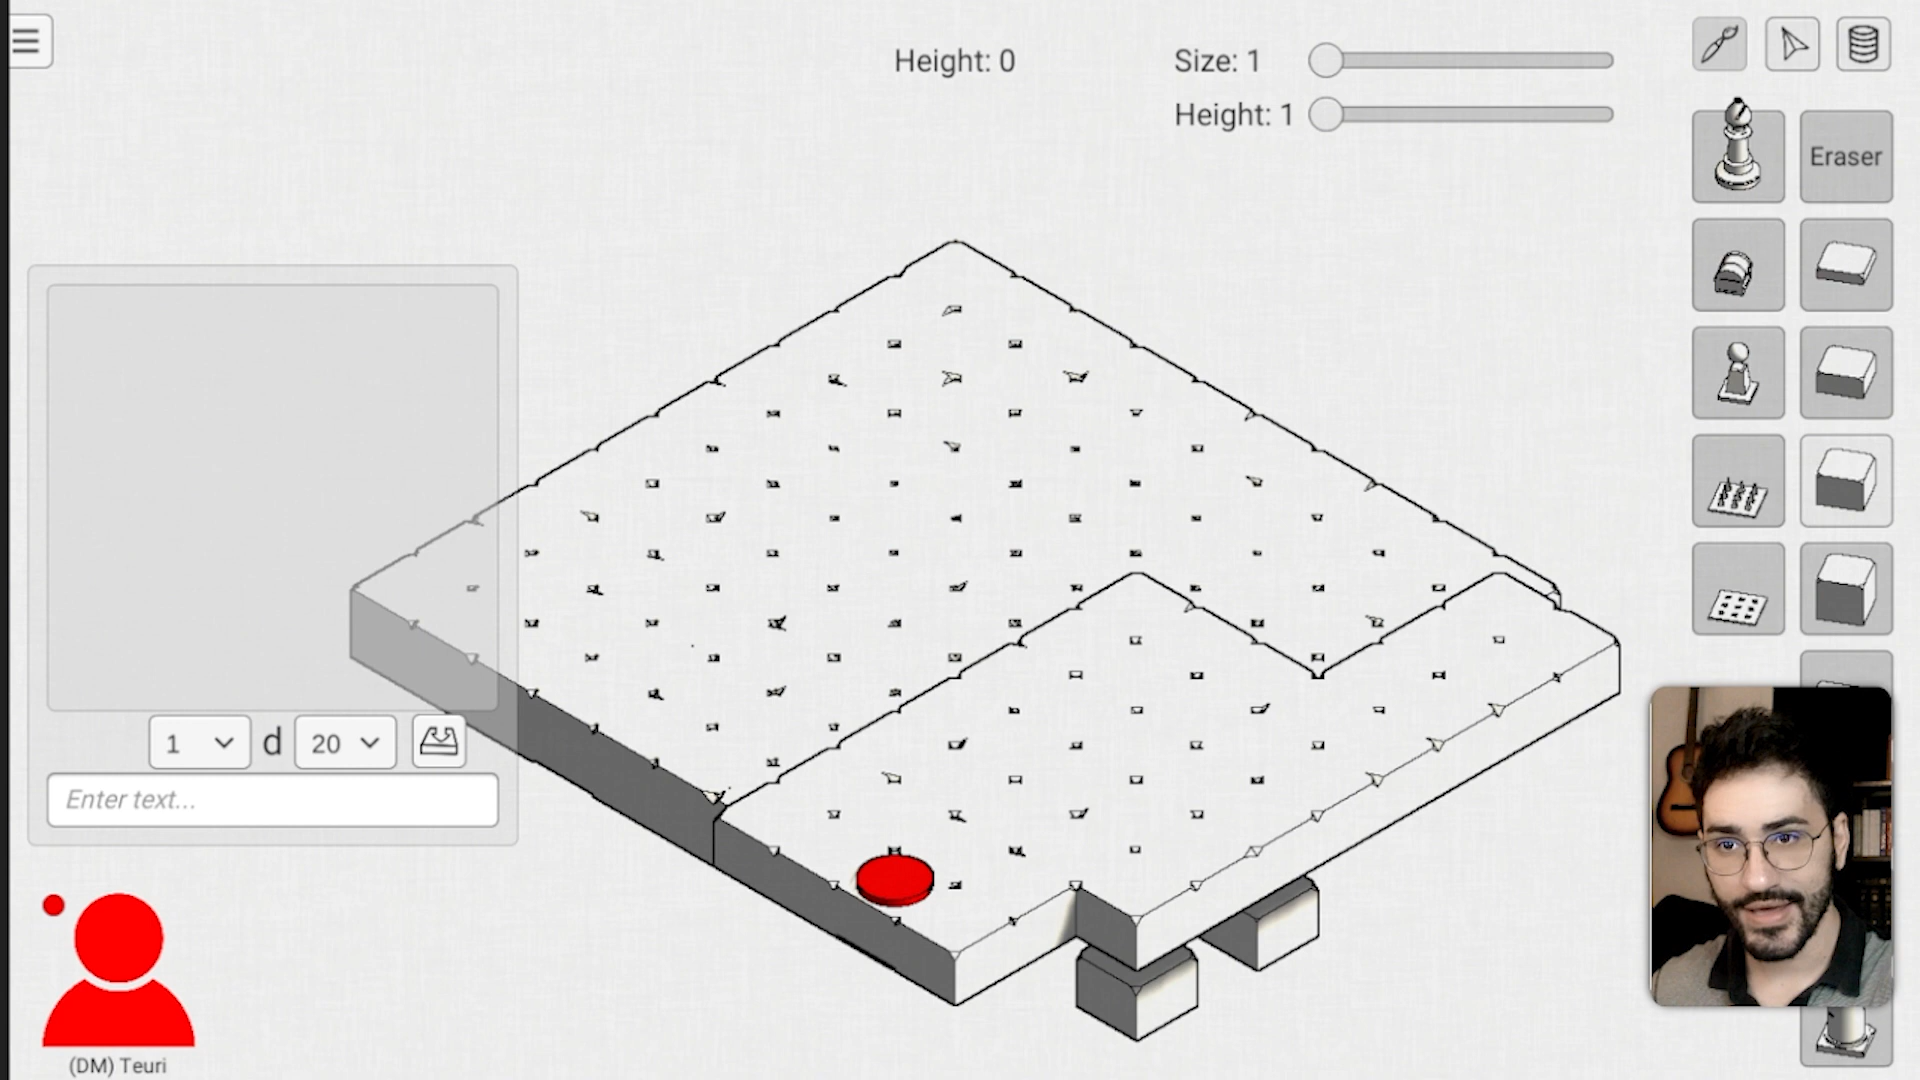 Height: 0
Size: 1
Height: 1
Eraser
1 d 20
Enter text...
(DM) Teuri